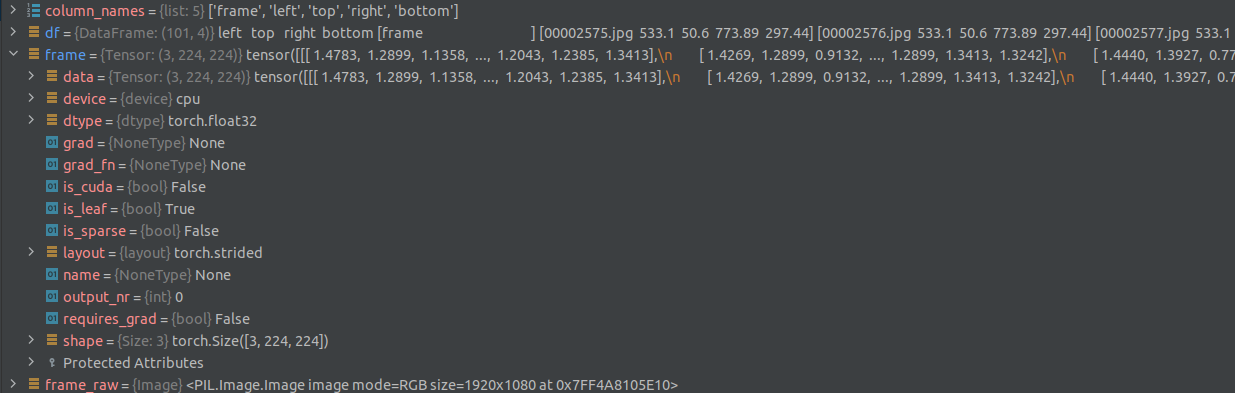 column_names = {list: 5} ['frame', 'left', 'top', 'right', 'bottom']
df = {DataFrame: (101, 4)} left top right bottom [frame ] [00002575.jpg 533.1 50.6 773.89 297.44] [00002576.jpg 533.1 50.6 773.89 297.44] [00002577.jpg 533.1
frame = {Tensor: (3, 224, 224)} tensor([[[ 1.4783, 1.2899, 1.1358, ..., 1.2043, 1.2385, 1.3413],\n [ 1.4269, 1.2899, 0.9132, ..., 1.2899, 1.3413, 1.3242],\n [ 1.4440, 1.3927, 0.77
data = {Tensor: (3, 224, 224)} tensor([[[ 1.4783, 1.2899, 1.1358, ..., 1.2043, 1.2385, 1.3413],\n [ 1.4269, 1.2899, 0.9132, ..., 1.2899, 1.3413, 1.3242],\n [ 1.4440, 1.3927, 0.7
device = {device} cpu
dtype = {dtype} torch.float32
01 grad = {NoneType} None
01 grad_fn = {NoneType} None
01 is_cuda = {bool} False
01 is_leaf = {bool} True
01 is_sparse = {bool} False
layout = {layout} torch.strided
01 name = {NoneType} None
01 output_nr = {int} 0
01 requires_grad = {bool} False
shape = {Size: 3} torch.Size([3, 224, 224])
Protected Attributes
frame_raw = {Image} <PIL.Image.Image image mode=RGB size=1920x1080 at 0x7FF4A8105E10>